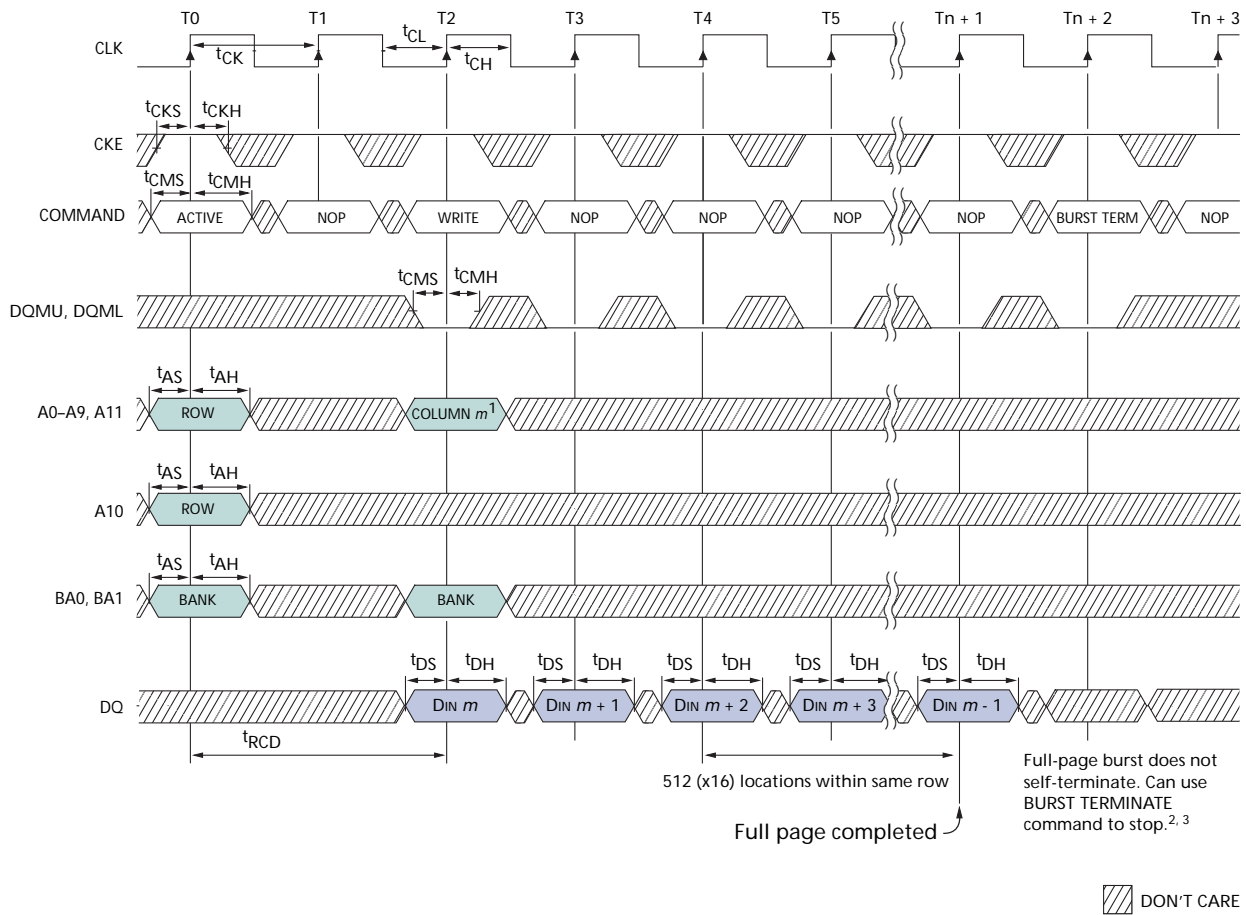 T0 T1 T2 T3 T4 T5 Tn + 1 Tn + 2 Tn + 3
CLK
tCK tCL tCH
tCKS tCKH
CKE
tCMS tCMH
COMMAND ACTIVE NOP WRITE NOP NOP NOP NOP BURST TERM NOP
tCMS tCMH
DQMU, DQML
tAS tAH
A0–A9, A11 ROW COLUMN m1
tAS tAH
A10 ROW
tAS tAH
BA0, BA1 BANK BANK
tDS tDH tDS tDH tDS tDH tDS tDH tDS tDH
DQ DIN m DIN m + 1 DIN m + 2 DIN m + 3 DIN m - 1
tRCD
512 (x16) locations within same row
Full page completed
Full-page burst does not
self-terminate. Can use
BURST TERMINATE
command to stop.2, 3
DON'T CARE